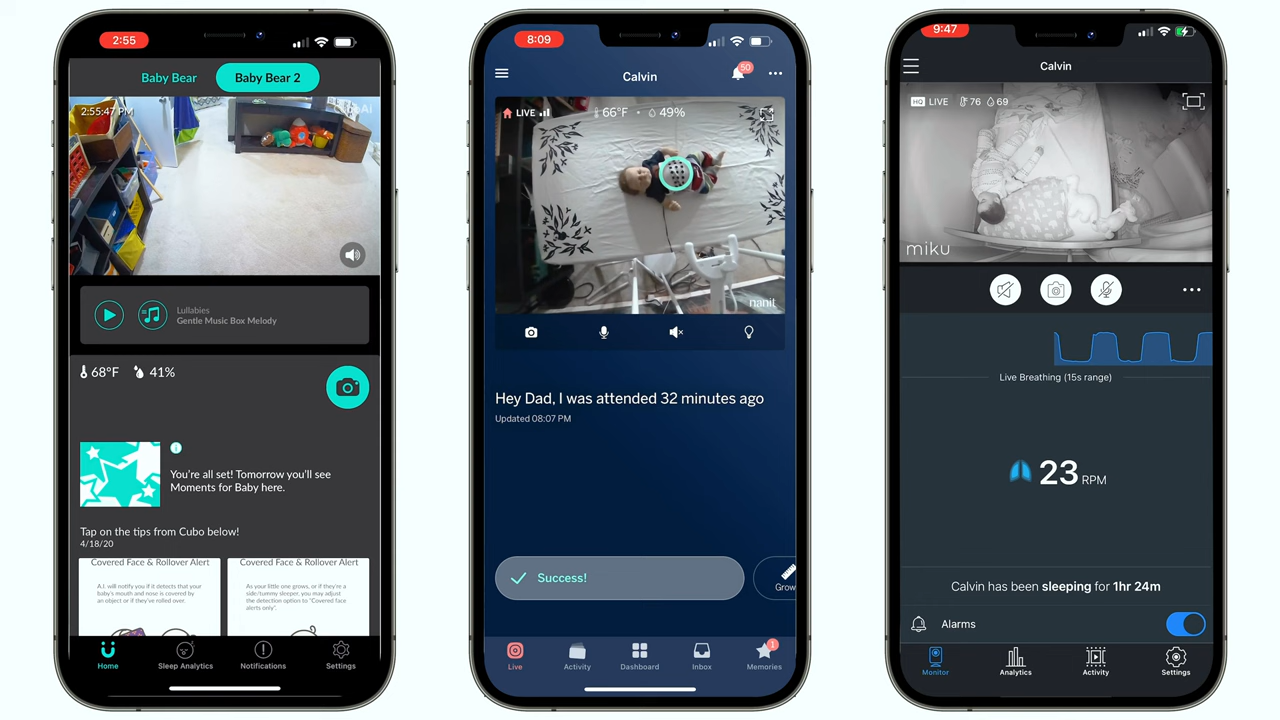 2:55
Baby Bear
Baby Bear 2
2:55:47 PM
Lullabies
Gentle Music Box Melody
68°F
41%
You're all set! Tomorrow you'll see
Moments for Baby here.
Tap on the tips from Cubo below!
4/18/20
Covered Face & Rollover Alert
A.I. will notify you if it detects that your
baby's mouth and nose is covered by
an object or if they've rolled over.
Covered Face & Rollover Alert
As your little one grows, or if they're a
side/tummy sleeper, you may adjust
the detection option to "Covered face
alerts only".
Home
Sleep Analytics
Notifications
Settings
8:09
Calvin
50
LIVE
66°F • 49%
nanit
Hey Dad, I was attended 32 minutes ago
Updated 08:07 PM
Success!
Grow
Live
Activity
Dashboard
Inbox
1
Memories
9:47
Calvin
HQ LIVE
76
69
miku
Live Breathing (15s range)
23 RPM
Calvin has been sleeping for 1hr 24m
Alarms
Monitor
Analytics
Activity
Settings